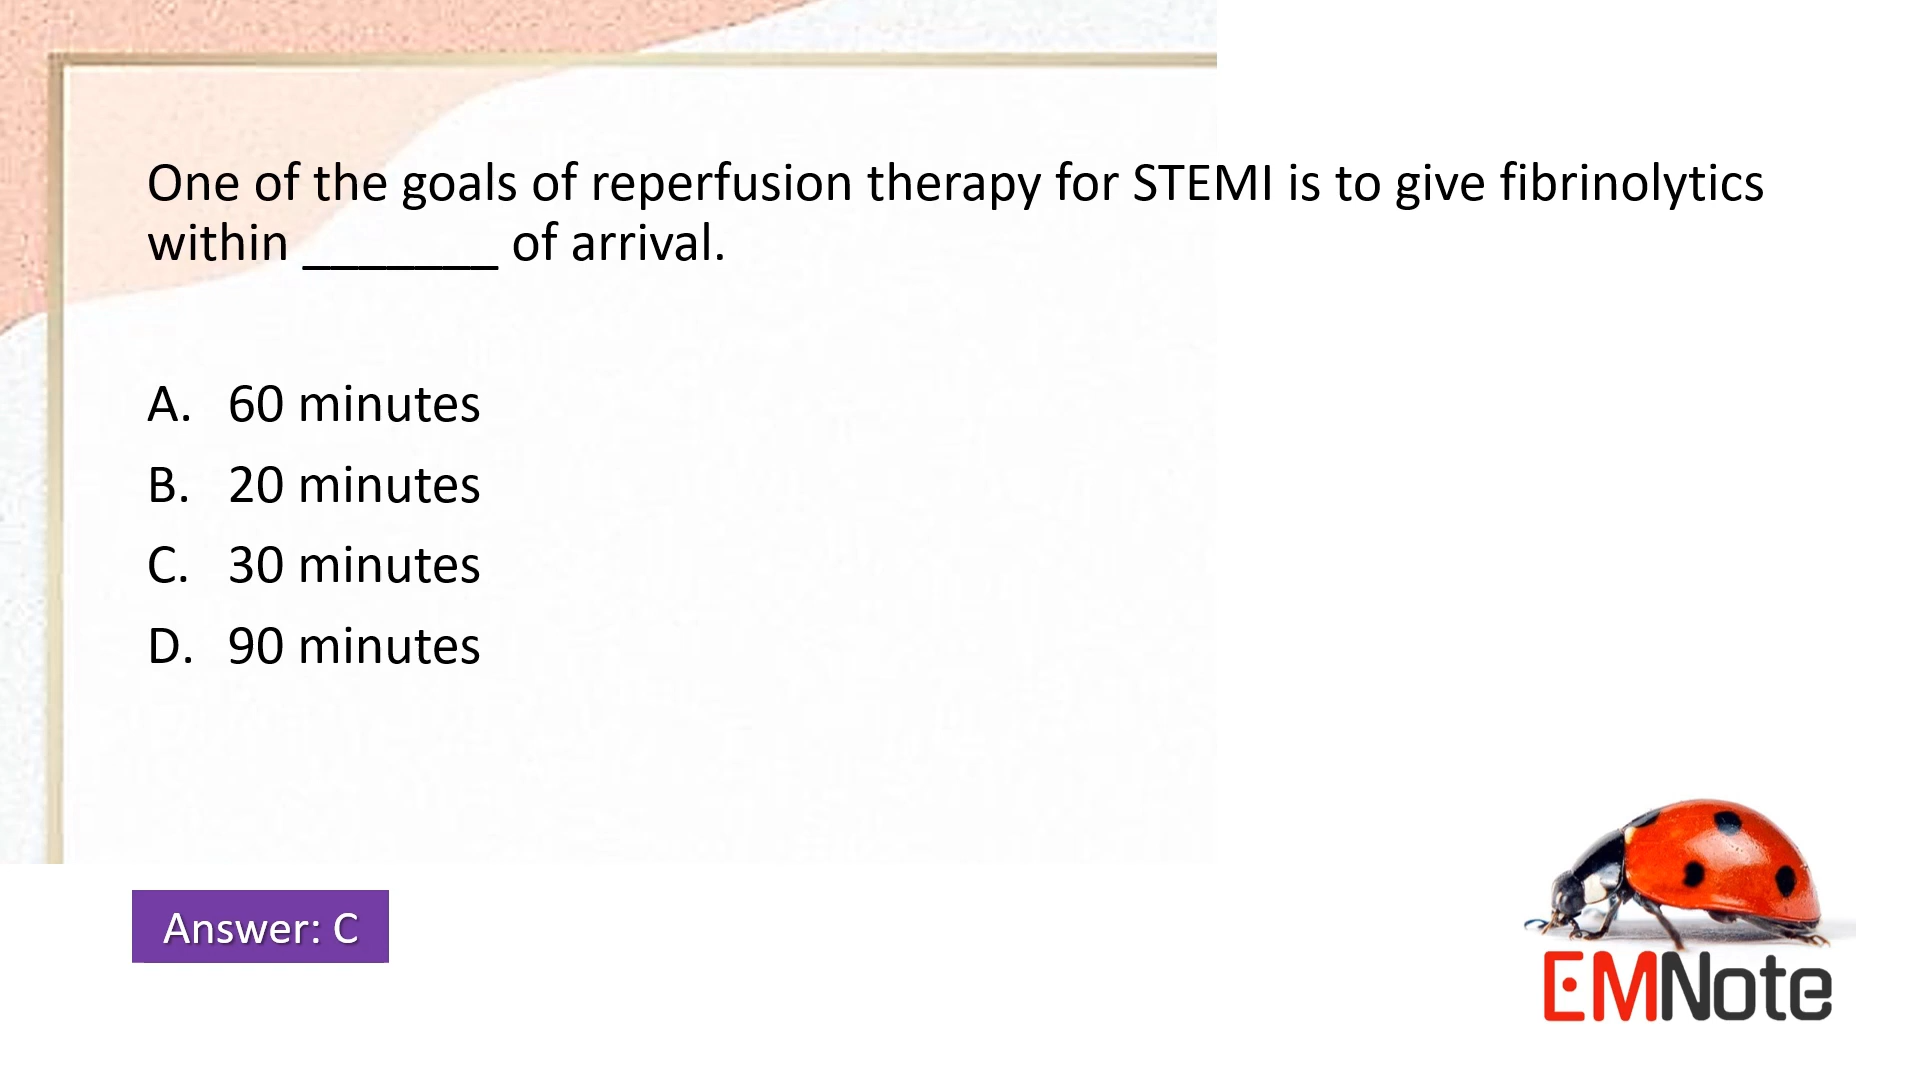 One of the goals of reperfusion therapy for STEMI is to give fibrinolytics
within _______ of arrival.
A. 60 minutes
B. 20 minutes
C. 30 minutes
D. 90 minutes
Answer: C
EMNote